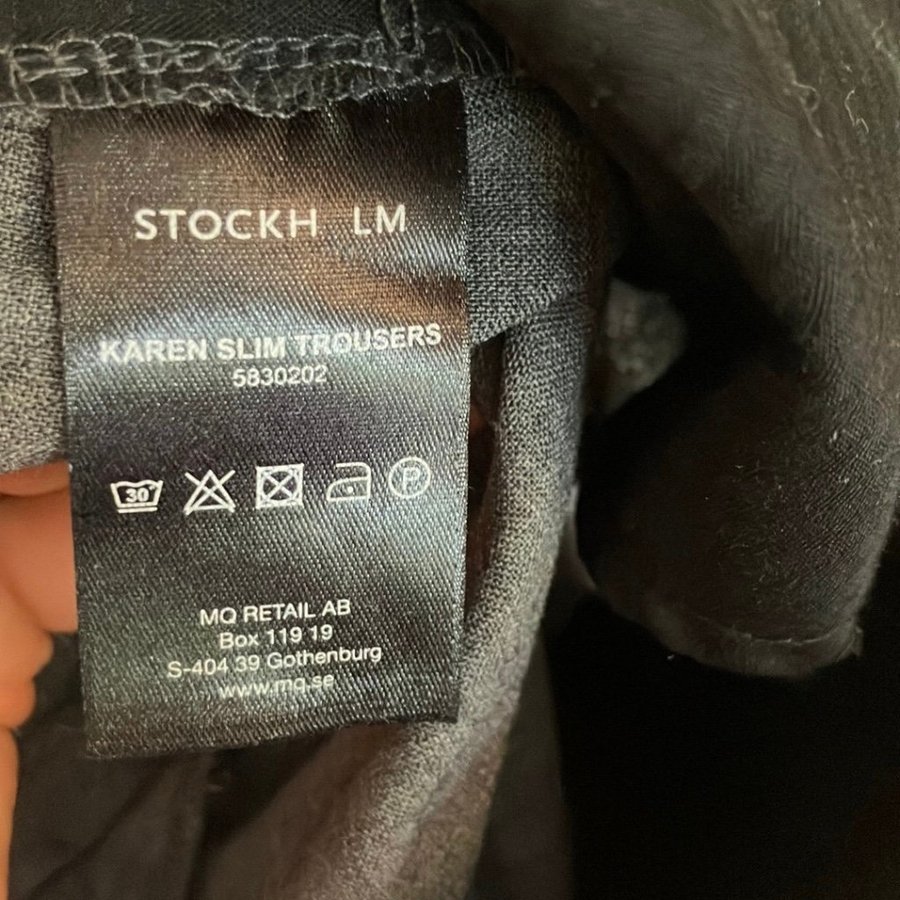 STOCKH LM
KAREN SLIM TROUSERS
5830202
30 P
MQ RETAIL AB
Box 119 19
S-404 39 Gothenburg
www.mq.se